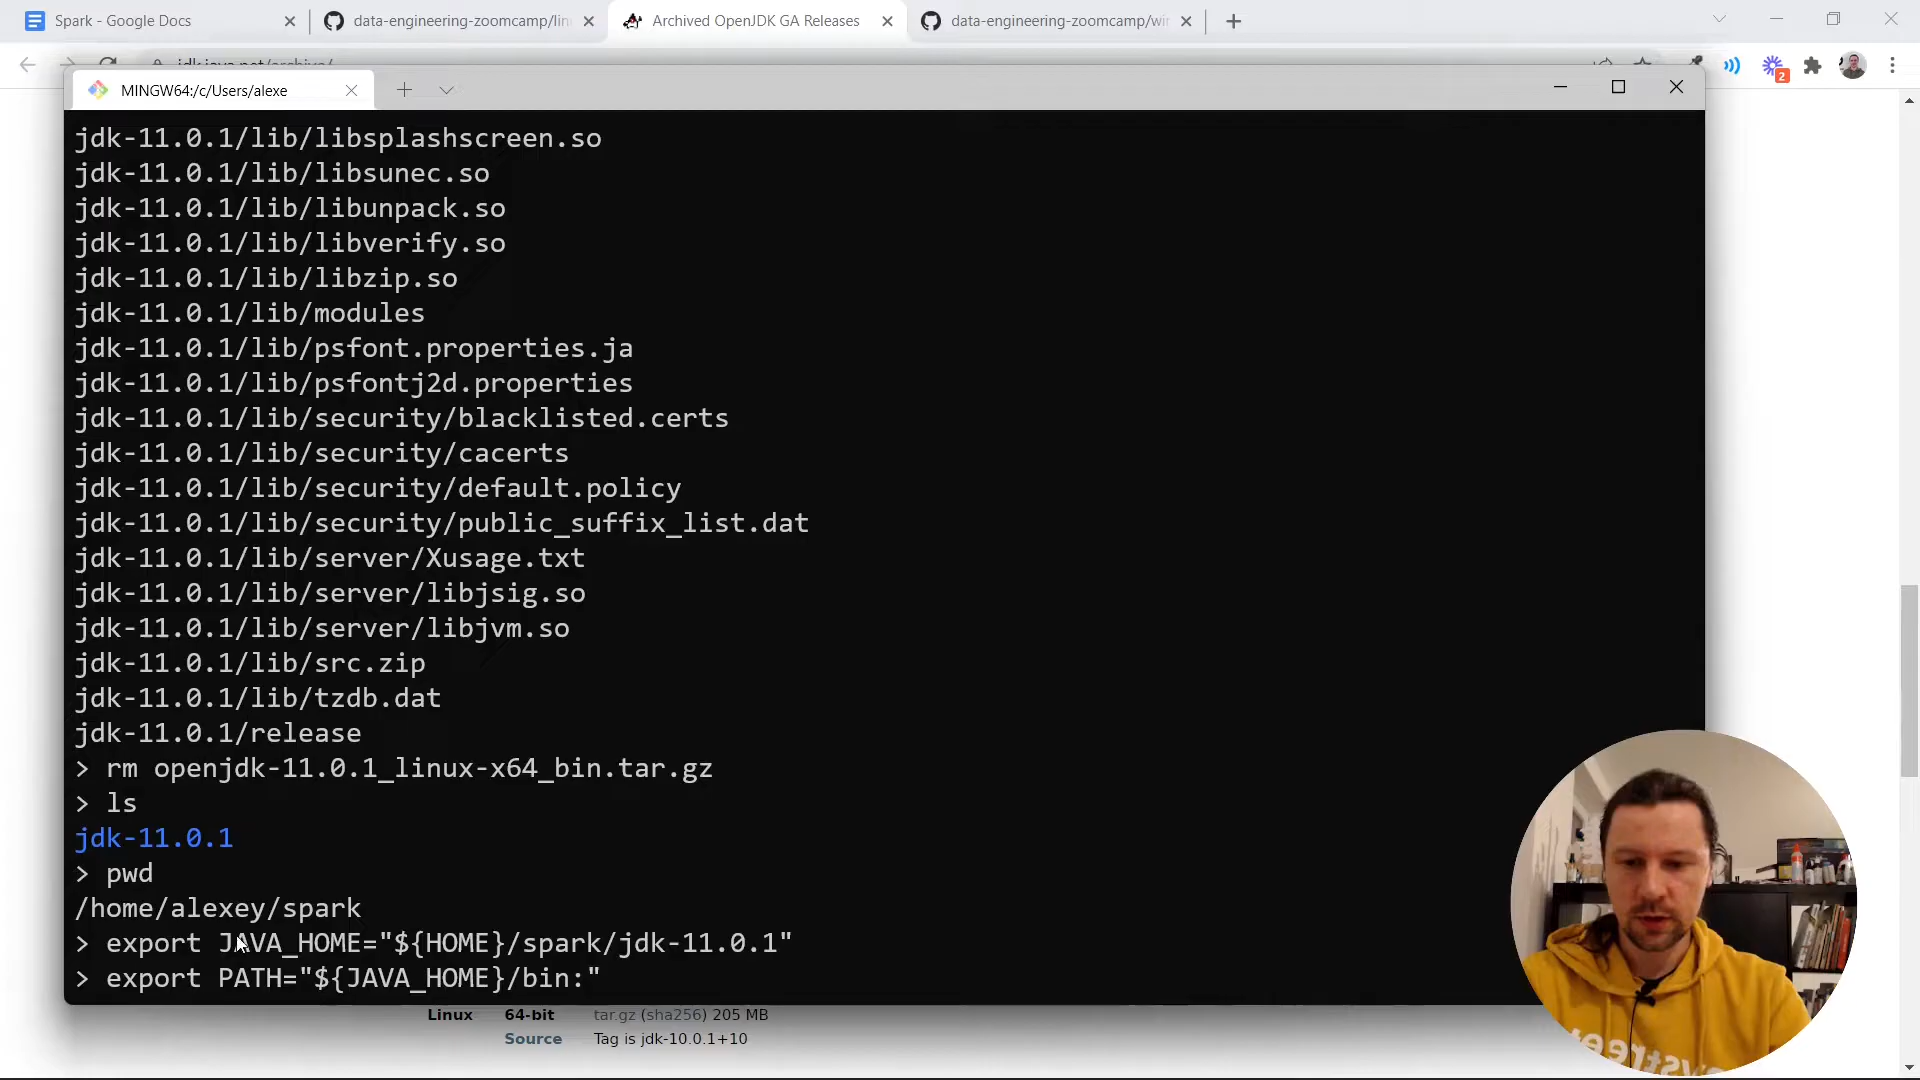 Spark - Google Docs
data-engineering-zoomcamp/lin
Archived OpenJDK GA Releases
data-engineering-zoomcamp/win
jdk.java.net/archive/
2
MINGW64:/c/Users/alexe
jdk-11.0.1/lib/libsplashscreen.so
jdk-11.0.1/lib/libsunec.so
jdk-11.0.1/lib/libunpack.so
jdk-11.0.1/lib/libverify.so
jdk-11.0.1/lib/libzip.so
jdk-11.0.1/lib/modules
jdk-11.0.1/lib/psfont.properties.ja
jdk-11.0.1/lib/psfontj2d.properties
jdk-11.0.1/lib/security/blacklisted.certs
jdk-11.0.1/lib/security/cacerts
jdk-11.0.1/lib/security/default.policy
jdk-11.0.1/lib/security/public_suffix_list.dat
jdk-11.0.1/lib/server/Xusage.txt
jdk-11.0.1/lib/server/libjsig.so
jdk-11.0.1/lib/server/libjvm.so
jdk-11.0.1/lib/src.zip
jdk-11.0.1/lib/tzdb.dat
jdk-11.0.1/release
> rm openjdk-11.0.1_linux-x64_bin.tar.gz
> ls
jdk-11.0.1
> pwd
/home/alexey/spark
> export JAVA_HOME="${HOME}/spark/jdk-11.0.1"
> export PATH="${JAVA_HOME}/bin:"
Linux 64-bit tar.gz (sha256) 205 MB
Source Tag is jdk-10.0.1+10